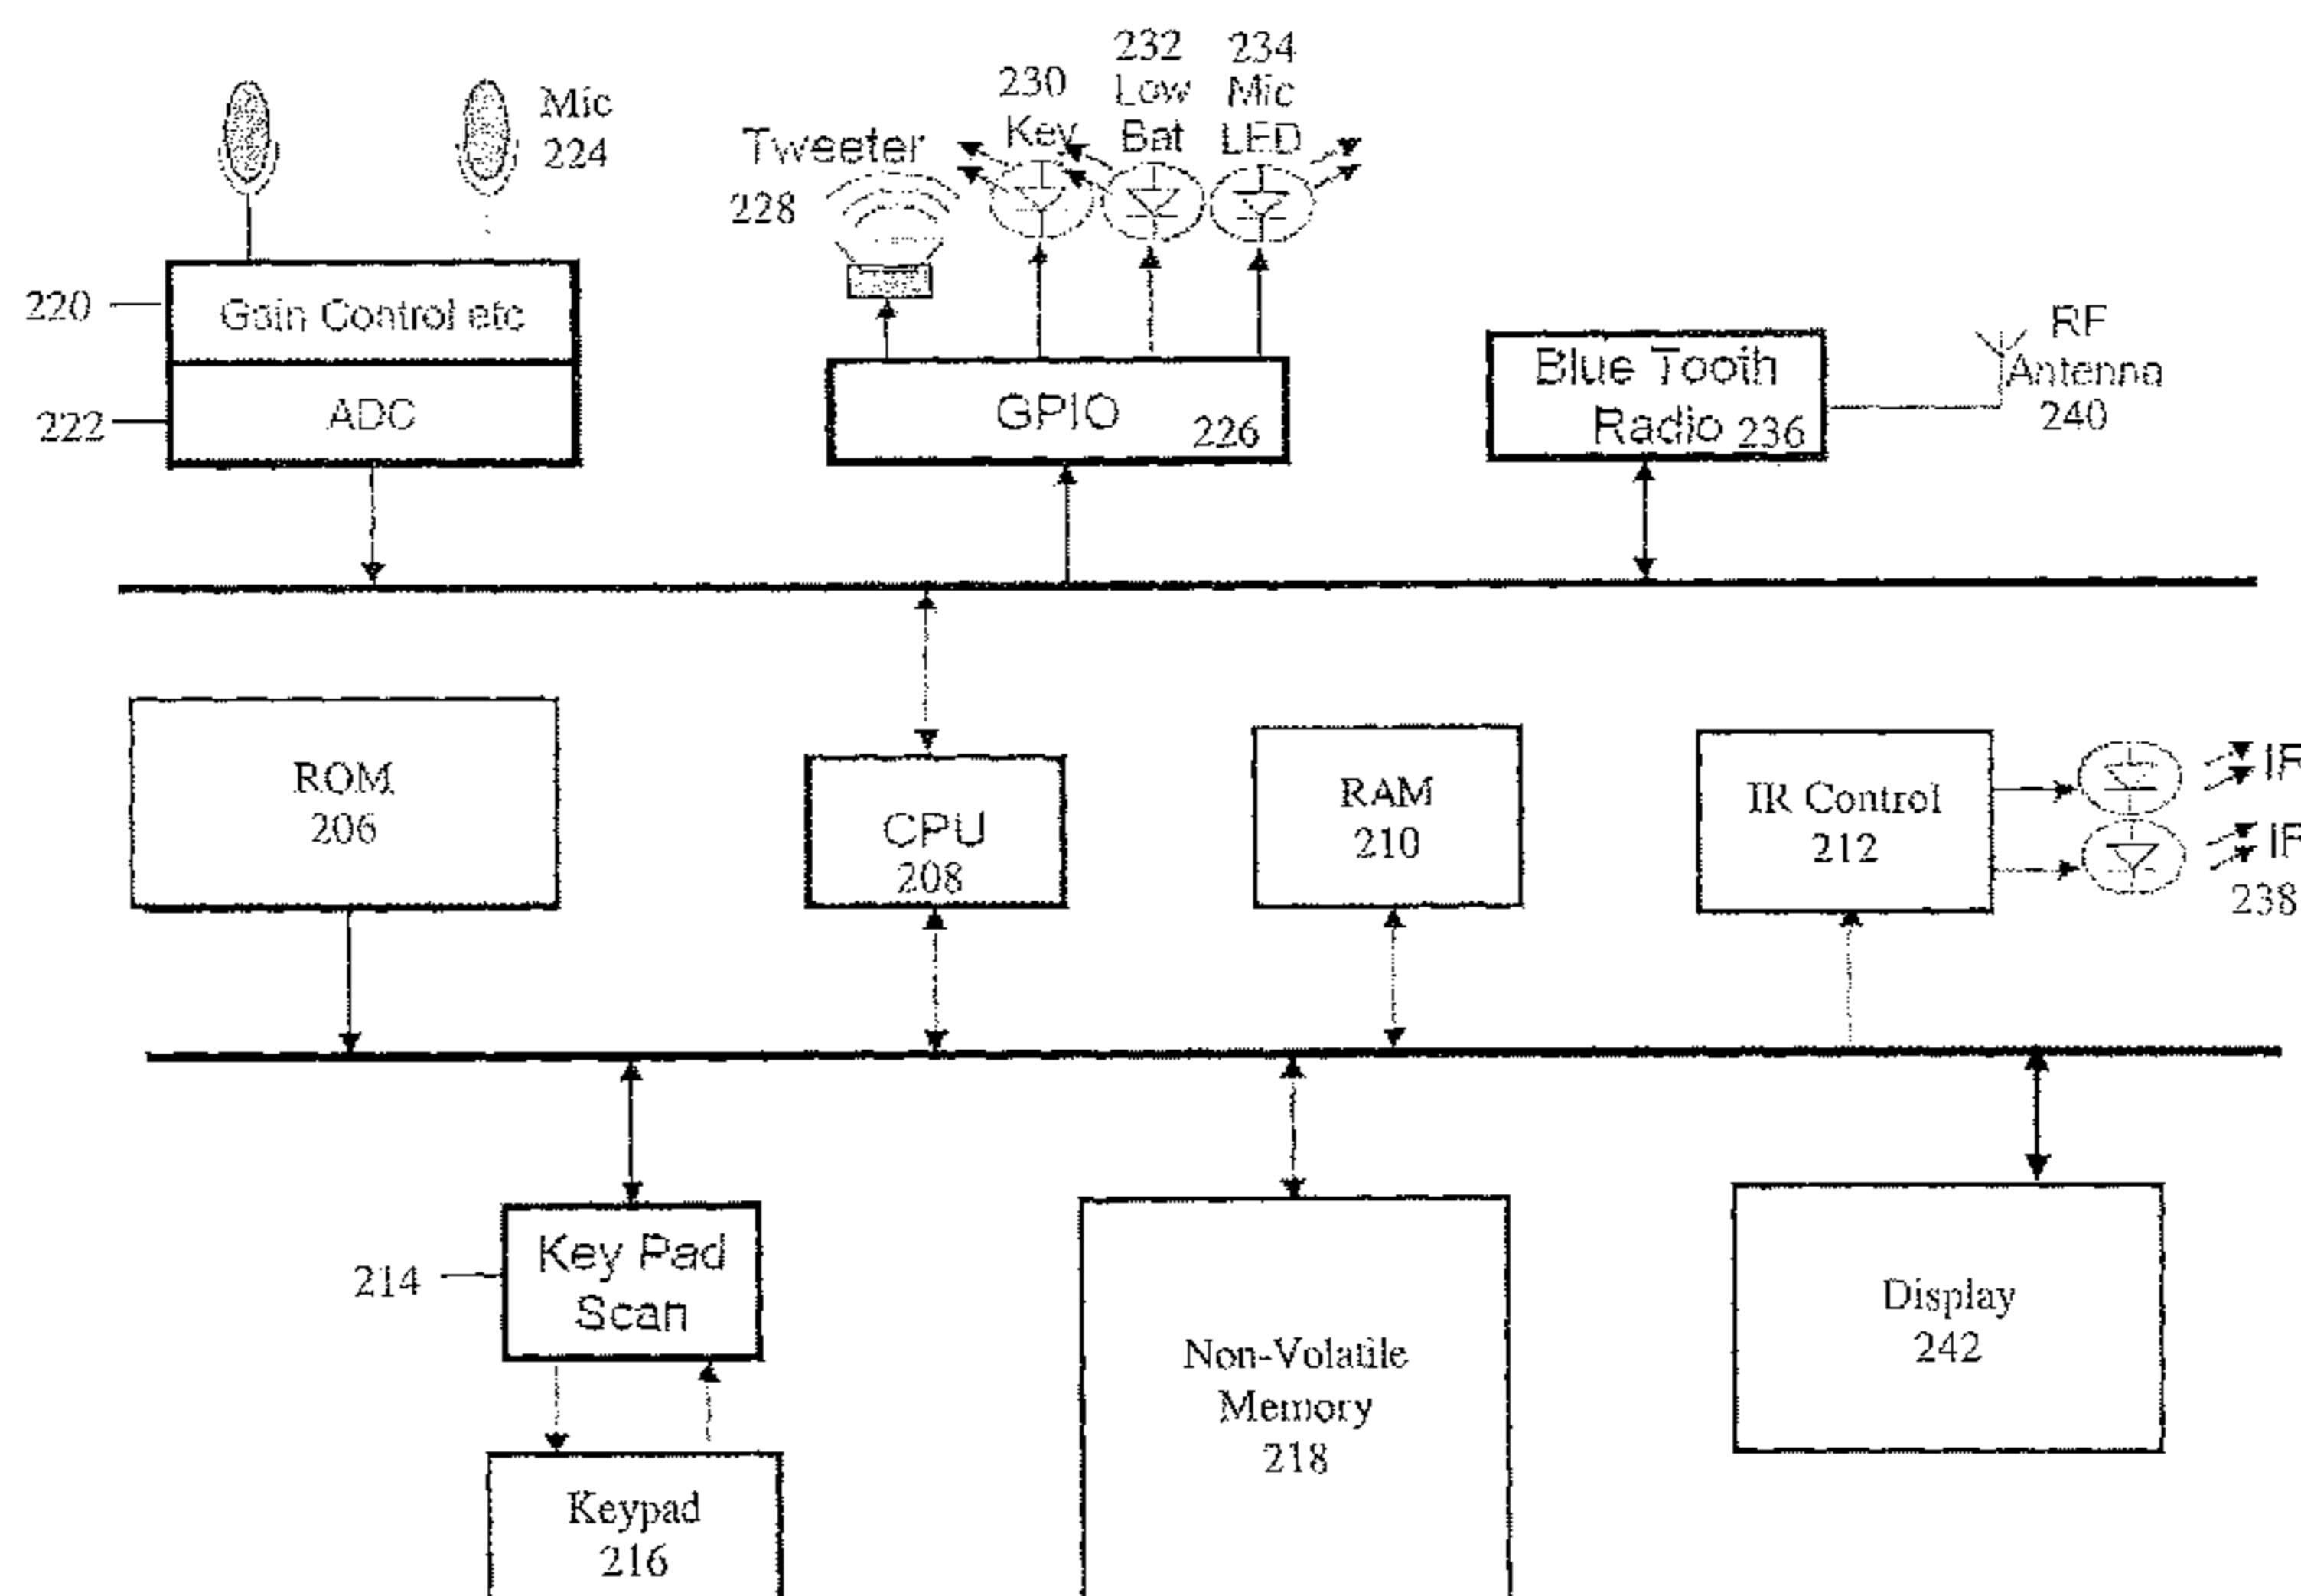 Mic
224
Tweeter
228
230
Key
232
Low
Bat
234
Mic
LED
220
Gain Control etc
222
ADC
GPIO
226
Blue Tooth
Radio 236
RF
Antenna
240
ROM
206
CPU
208
RAM
210
IR Control
212
238
214
Key Pad
Scan
Keypad
216
Non-Volatile
Memory
218
Display
242